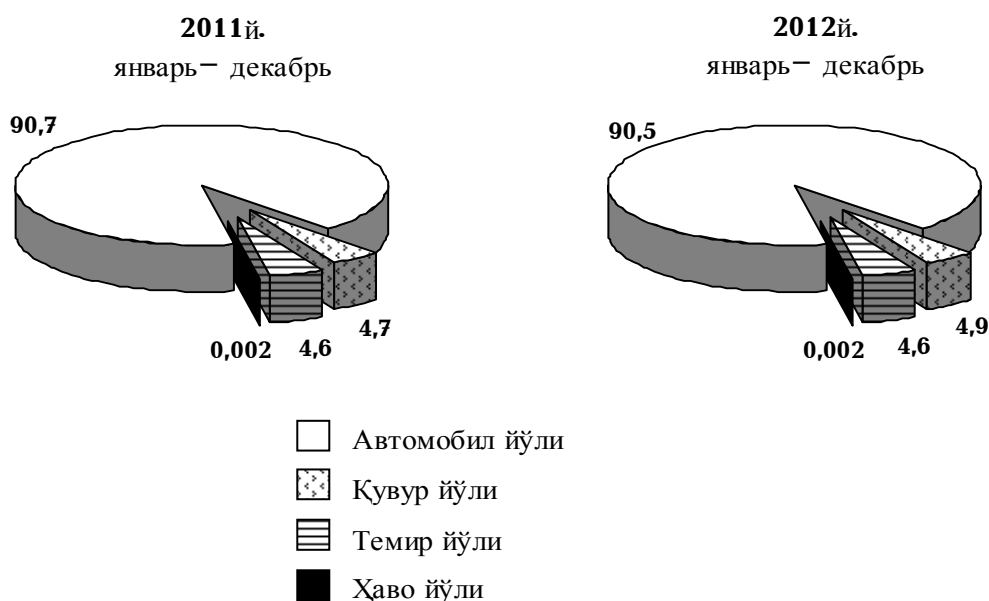 2011й.
январь– декабрь
90,7
0,002
4,6
4,7
2012й.
январь– декабрь
90,5
0,002
4,6
4,9
Автомобил йўли
Қувур йўли
Темир йўли
Ҳаво йўли